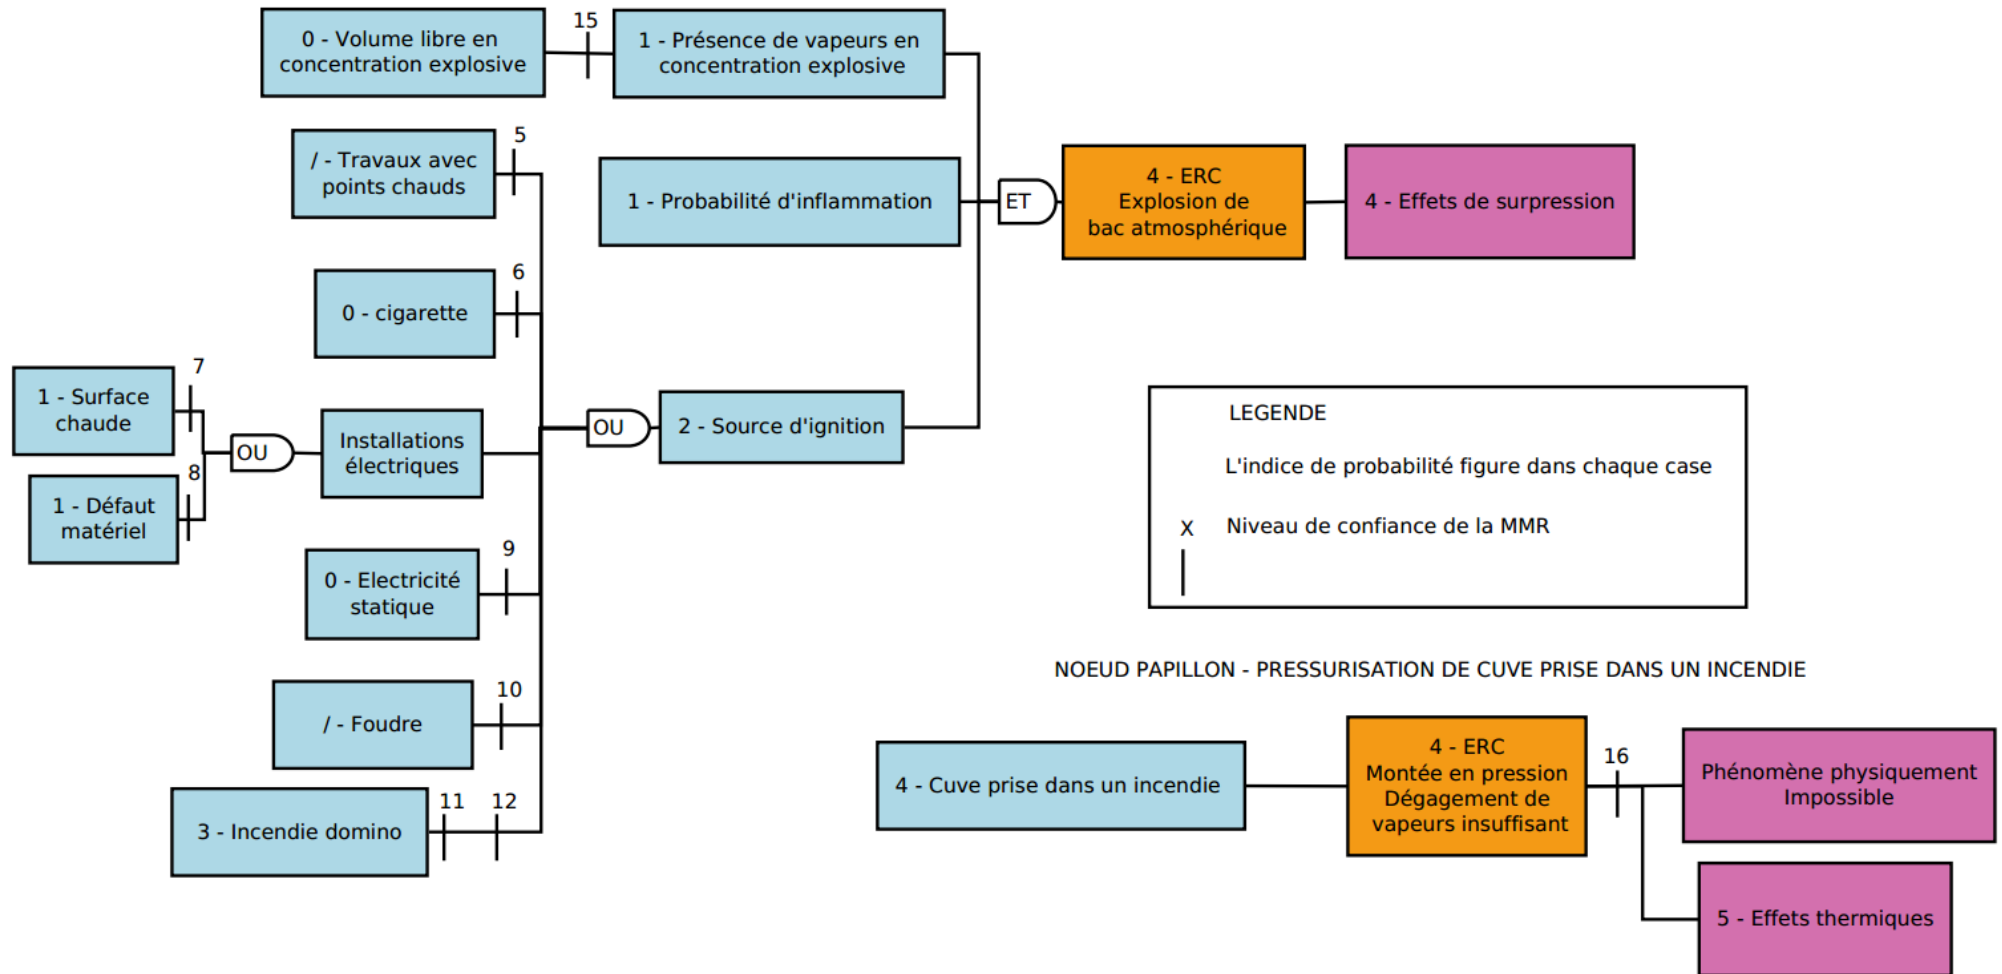 0 - Volume libre en
concentration explosive
15
1 - Présence de vapeurs en
concentration explosive
/ - Travaux avec
points chauds
5
1 - Probabilité d'inflammation
ET
4 - ERC
Explosion de
bac atmosphérique
4 - Effets de surpression
0 - cigarette
6
1 - Surface
chaude
7
1 - Défaut
matériel
8
OU
Installations
électriques
OU
2 - Source d'ignition
0 - Electricité
statique
9
/ - Foudre
10
3 - Incendie domino
11
12
LEGENDE
L'indice de probabilité figure dans chaque case
X
Niveau de confiance de la MMR
NOEUD PAPILLON - PRESSURISATION DE CUVE PRISE DANS UN INCENDIE
4 - Cuve prise dans un incendie
4 - ERC
Montée en pression
Dégagement de
vapeurs insuffisant
16
Phénomène physiquement
Impossible
5 - Effets thermiques